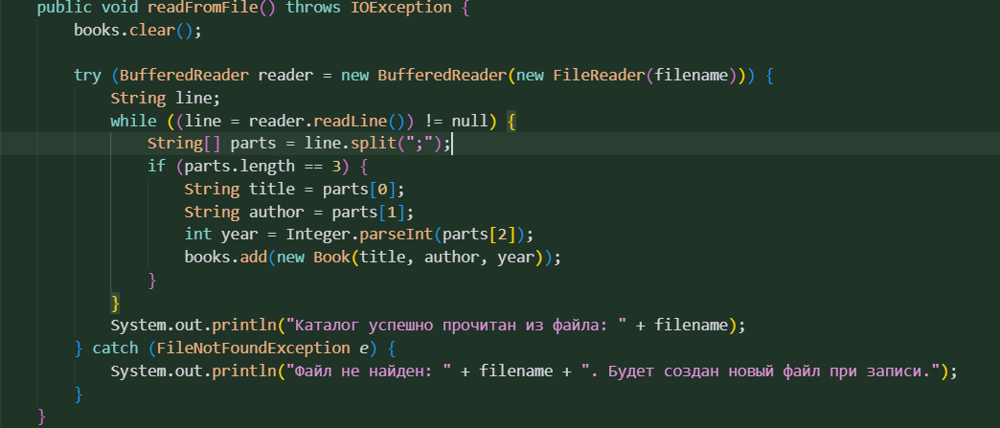 public void readFromFile() throws IOException {
books.clear();
try (BufferedReader reader = new BufferedReader(new FileReader(filename))) {
String line;
while ((line = reader.readLine()) != null) {
String[] parts = line.split(";");
if (parts.length == 3) {
String title = parts[0];
String author = parts[1];
int year = Integer.parseInt(parts[2]);
books.add(new Book(title, author, year));
}
}
System.out.println("Каталог успешно прочитан из файла: " + filename);
} catch (FileNotFoundException e) {
System.out.println("Файл не найден: " + filename + ". Будет создан новый файл при записи.");
}
}